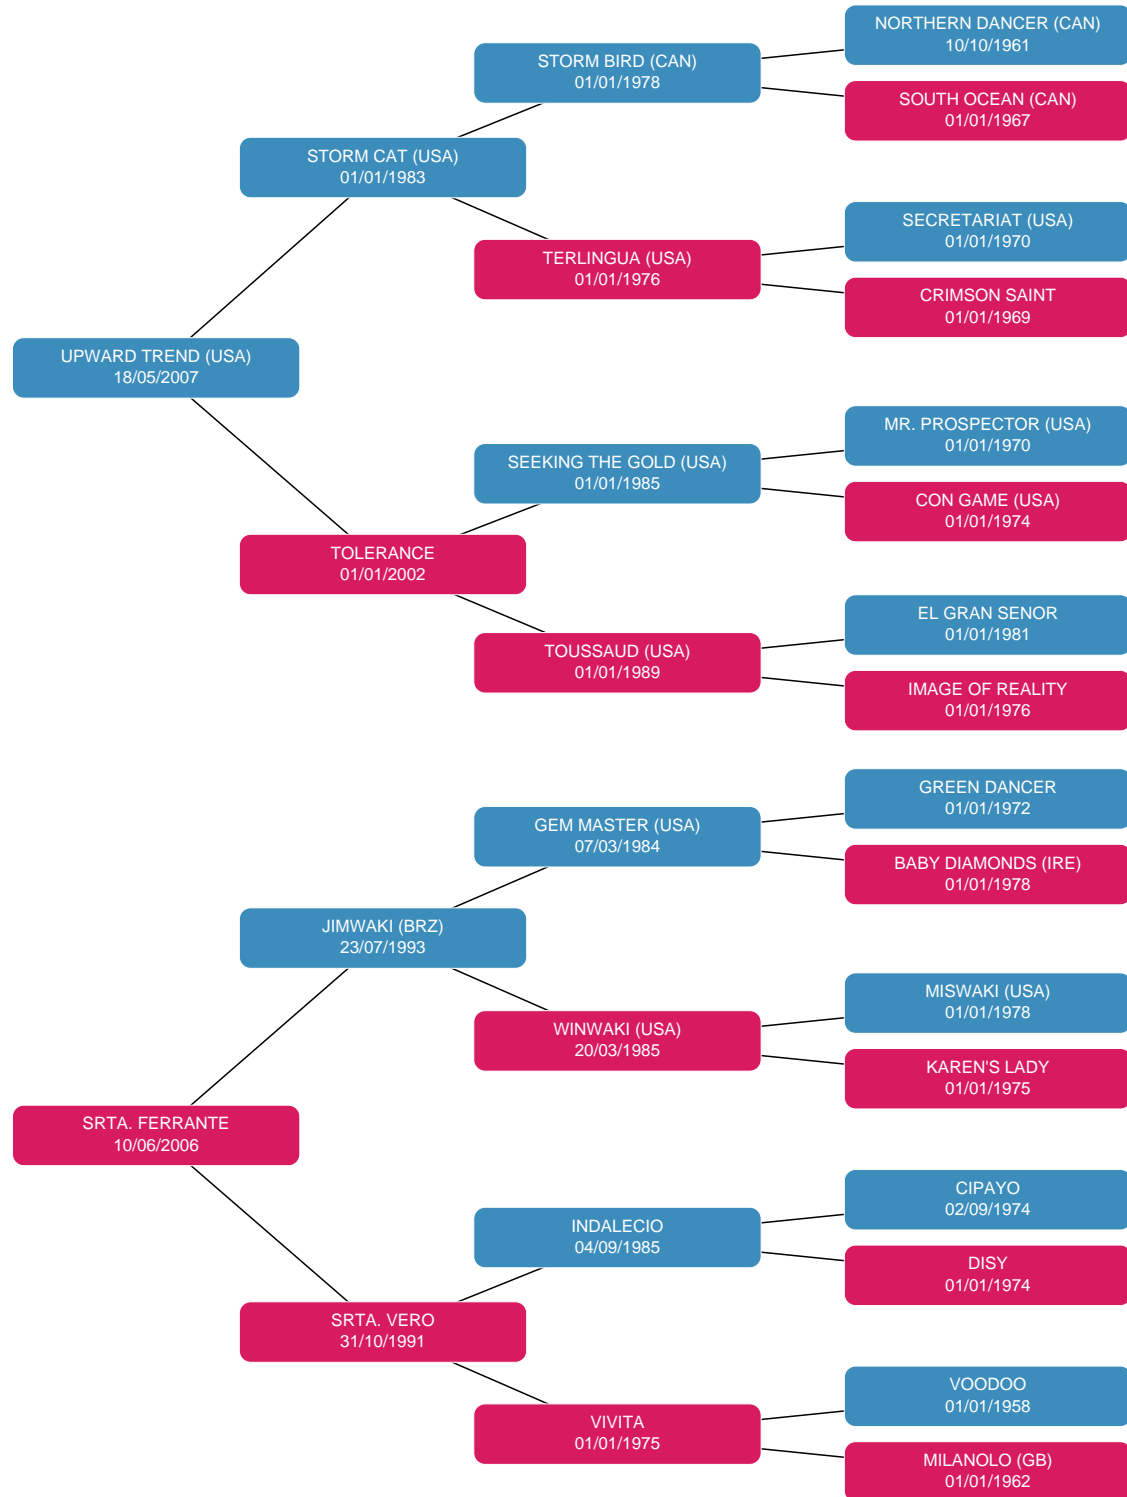 NORTHERN DANCER (CAN)
10/10/1961
STORM BIRD (CAN)
01/01/1978
SOUTH OCEAN (CAN)
01/01/1967
STORM CAT (USA)
01/01/1983
SECRETARIAT (USA)
01/01/1970
TERLINGUA (USA)
01/01/1976
CRIMSON SAINT
01/01/1969
UPWARD TREND (USA)
18/05/2007
MR. PROSPECTOR (USA)
01/01/1970
SEEKING THE GOLD (USA)
01/01/1985
CON GAME (USA)
01/01/1974
TOLERANCE
01/01/2002
EL GRAN SENOR
01/01/1981
TOUSSAUD (USA)
01/01/1989
IMAGE OF REALITY
01/01/1976
GREEN DANCER
01/01/1972
GEM MASTER (USA)
07/03/1984
BABY DIAMONDS (IRE)
01/01/1978
JIMWAKI (BRZ)
23/07/1993
MISWAKI (USA)
01/01/1978
WINWAKI (USA)
20/03/1985
KAREN'S LADY
01/01/1975
SRTA. FERRANTE
10/06/2006
CIPAYO
02/09/1974
INDALECIO
04/09/1985
DISY
01/01/1974
SRTA. VERO
31/10/1991
VOODOO
01/01/1958
VIVITA
01/01/1975
MILANOLO (GB)
01/01/1962